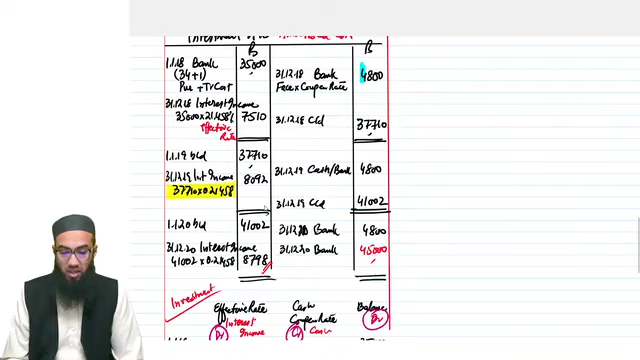 B B
1.1.18 Bank 35000 31.12.18 Bank 4800
(34+1) Face x Coupon Rate
Pur + Tr Cost
31.12.18 Interest Income
35000 x 21.458% 7510 31.12.18 C/d 37710
Effective
Rate
1.1.19 b/d 37710
31.12.19 Int Income 8092 31.12.19 Cash/Bank 4800
37710 x 0.21458
31.12.19 C/d 41002
1.1.20 b/d 41002 31.12.20 Bank 4800
31.12.20 Interest Income 31.12.20 Bank 45000
41002 x 0.21458 8798
Investment
Effective Rate Cash Balance
Interest Coupon Rate Dr
Income Cash
Dr Cr